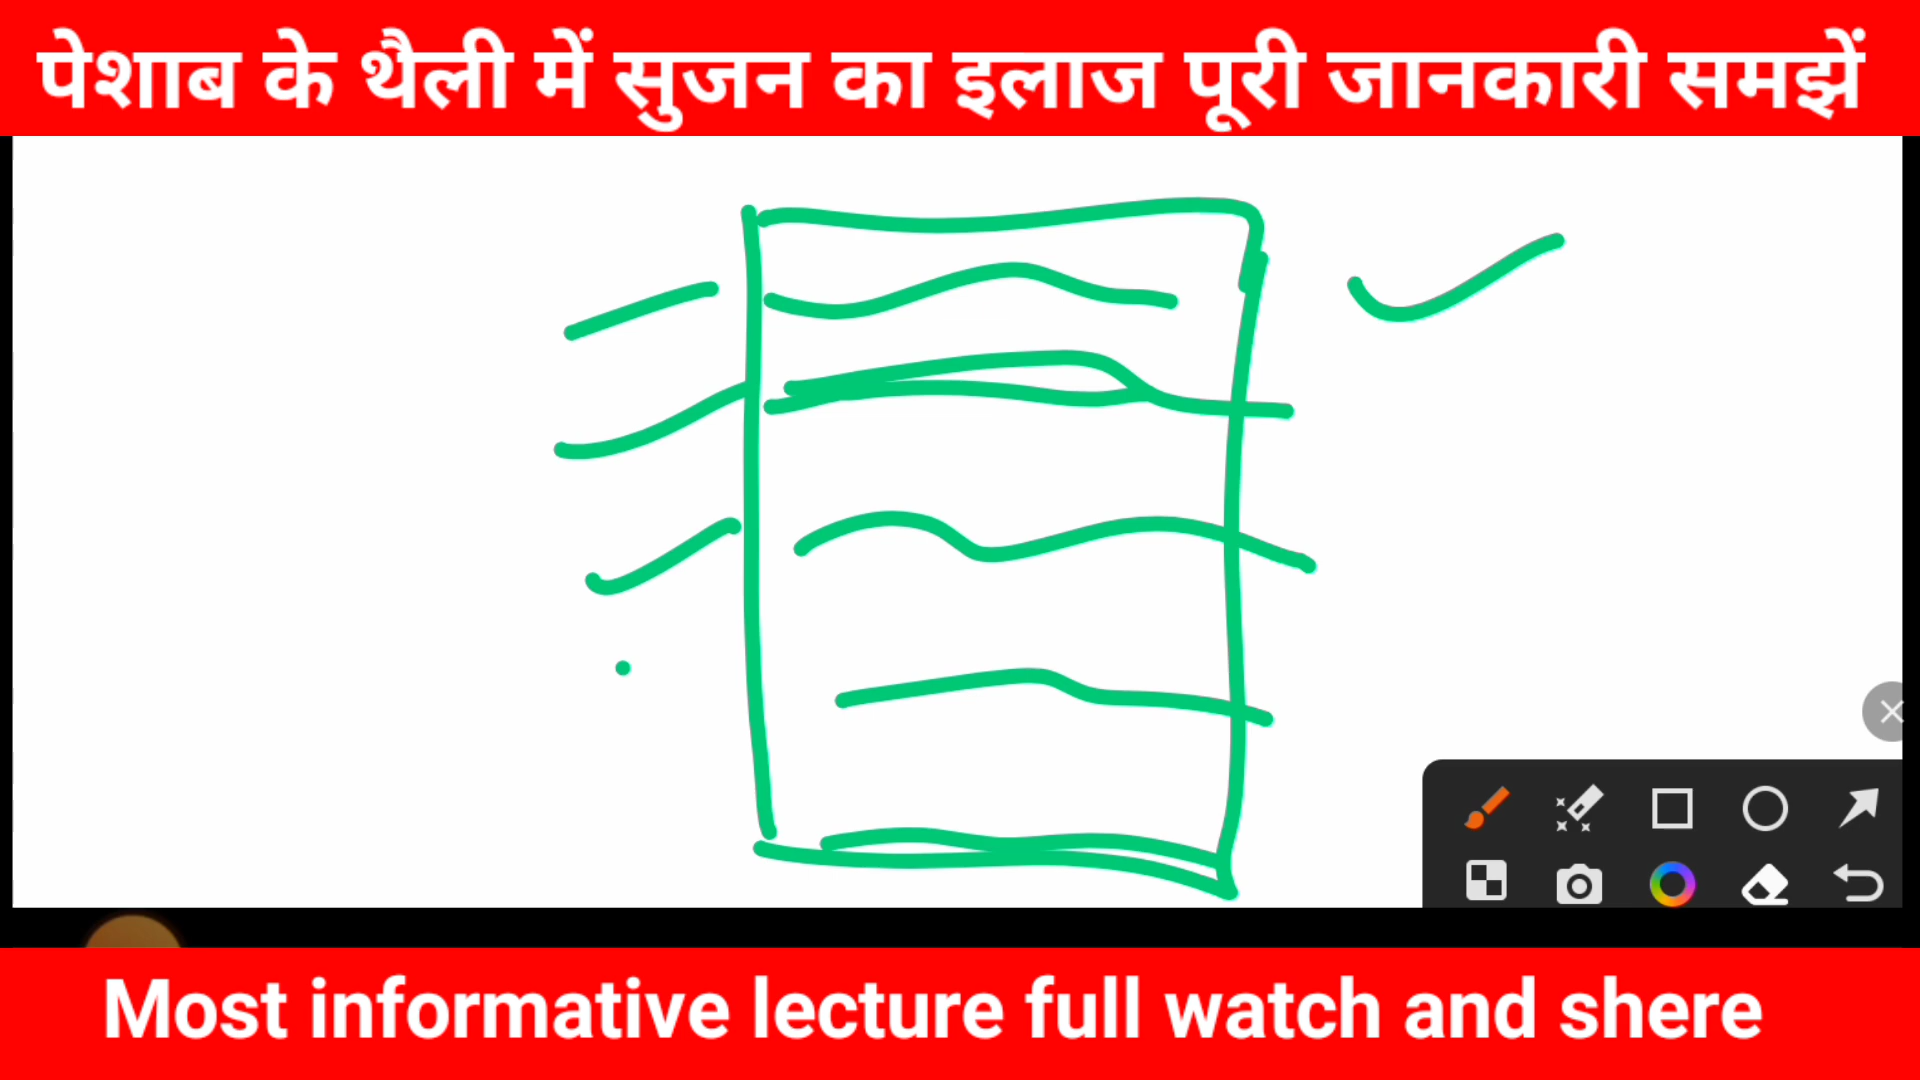 पेशाब के थैली में सुजन का इलाज पूरी जानकारी समझें
Most informative lecture full watch and shere